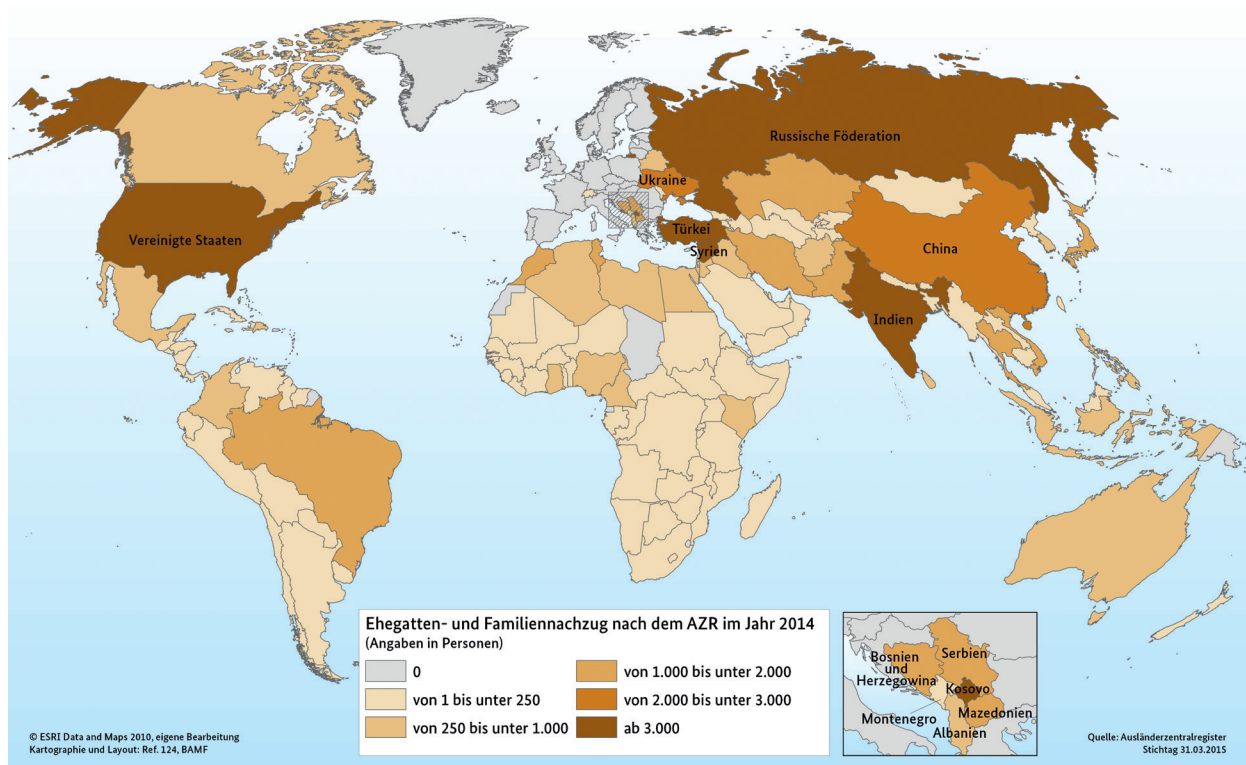 Russische Föderation
Ukraine
Vereinigte Staaten
Türkei
Syrien
China
Indien
Ehegatten- und Familiennachzug nach dem AZR im Jahr 2014
(Angaben in Personen)
0
von 1 bis unter 250
von 250 bis unter 1.000
von 1.000 bis unter 2.000
von 2.000 bis unter 3.000
ab 3.000
Bosnien
und
Herzegowina
Serbien
Kosovo
Montenegro
Mazedonien
Albanien
© ESRI Data and Maps 2010, eigene Bearbeitung
Kartographie und Layout: Ref. 124, BAMF
Quelle: Ausländerzentralregister
Stichtag 31.03.2015